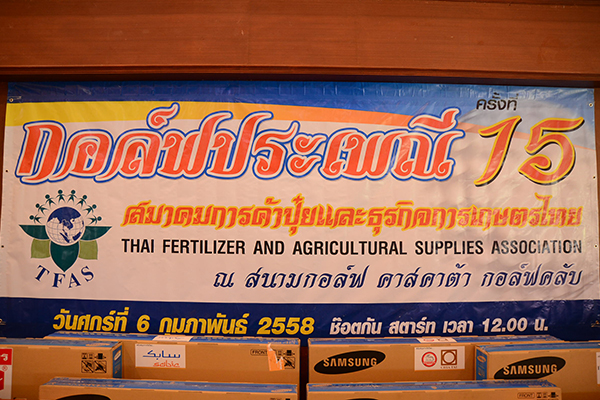 ครั้งที่
กอล์ฟประเพณี 15
สมาคมการค้าปุ๋ยและธุรกิจการเกษตรไทย
THAI FERTILIZER AND AGRICULTURAL SUPPLIES ASSOCIATION
TFAS
ณ สนามกอล์ฟ คาสคาต้า กอล์ฟคลับ
วันศุกร์ที่ 6 กุมภาพันธ์ 2558 ช๊อตกัน สตาร์ท เวลา 12.00 น.
سابك
sabic
FRONT
SAMSUNG
SAMSUNG
FRONT
SAMSUNG